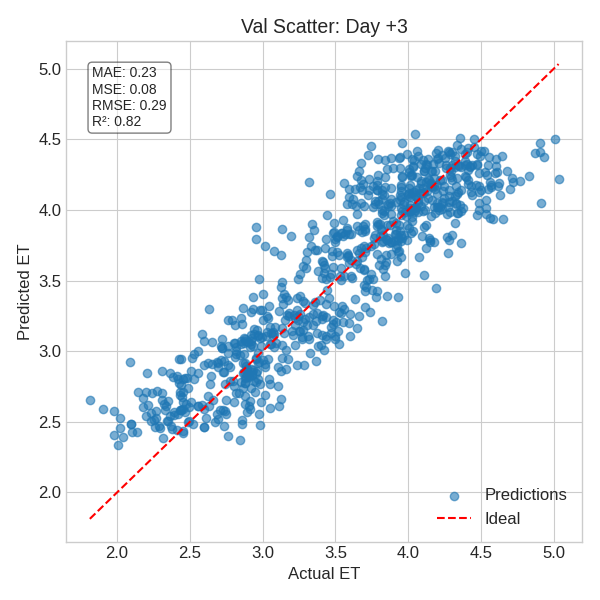 Val Scatter: Day +3
MAE: 0.23
MSE: 0.08
RMSE: 0.29
R²: 0.82
5.0
4.5
4.0
3.5
3.0
2.5
2.0
Predicted ET
Predictions
Ideal
2.0 2.5 3.0 3.5 4.0 4.5 5.0
Actual ET